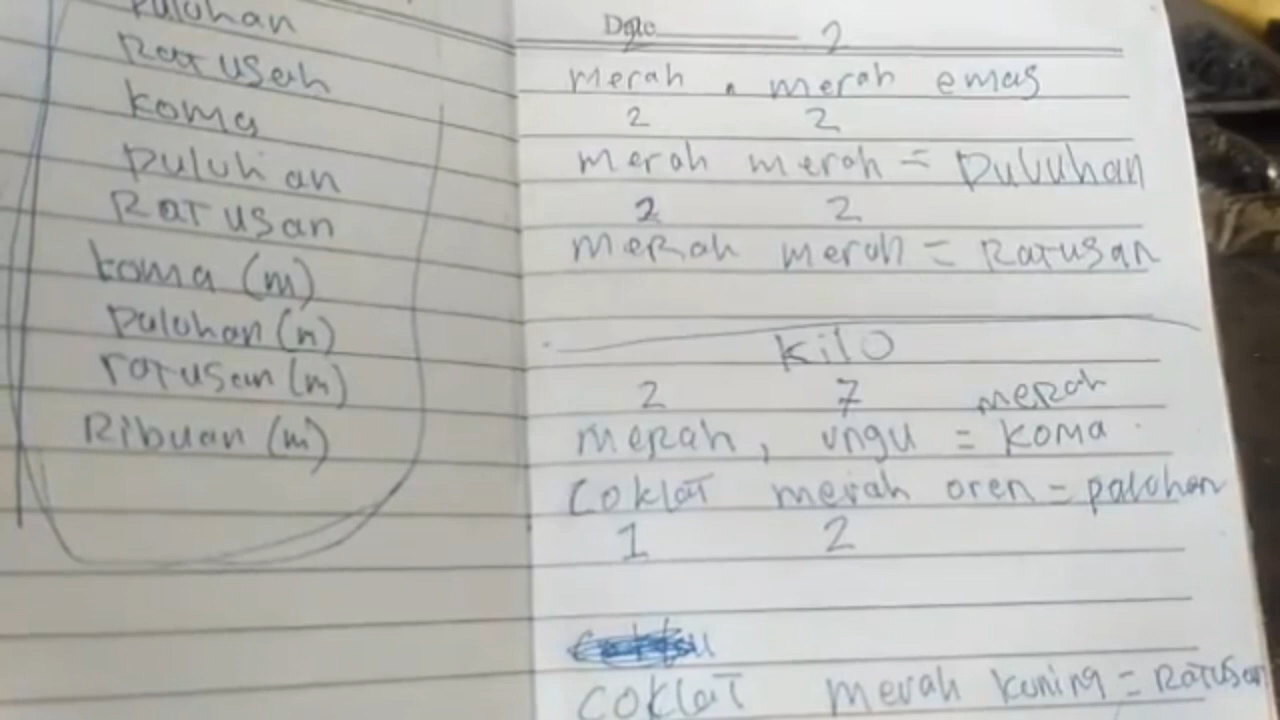 puluhan
Ratusan
koma
puluhan
Ratusan
koma (m)
puluhan (m)
ratusan (m)
Ribuan (m)
Date
2 2
merah , merah emas
2 2
merah merah = puluhan
2 2
meRah merah = Ratusan
kilo
2 7 meRah
meRah , ungu = koma
Coklat merah oren = puluhan
1 2
Coklat merah kuning = Ratusan